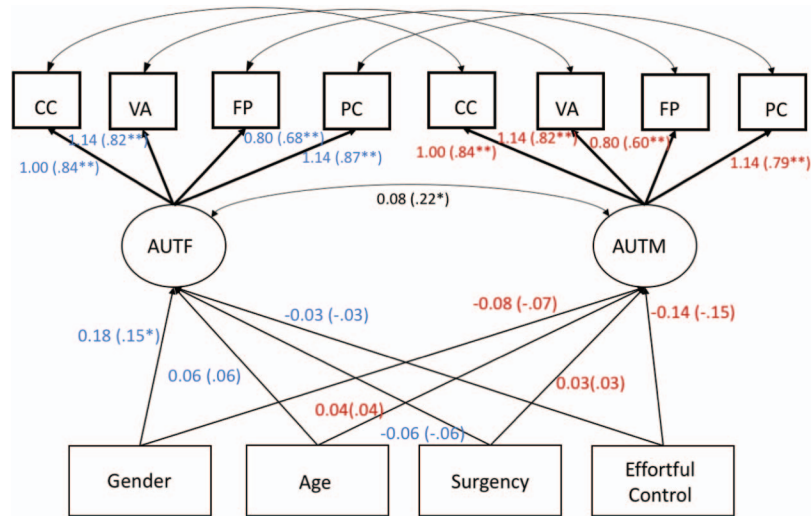 CC VA FP PC CC VA FP PC
1.14 (.82**) 0.80 (.68**) 1.14 (.82**) 0.80 (.60**)
1.00 (.84**) 1.14 (.87**) 1.00 (.84**) 1.14 (.79**)
0.08 (.22*)
AUTF AUTM
-0.03 (-.03) -0.08 (-.07) -0.14 (-.15)
0.18 (.15*)
0.06 (.06) 0.03(.03)
0.04(.04)
-0.06 (-.06)
Gender Age Surgency Effortful
Control